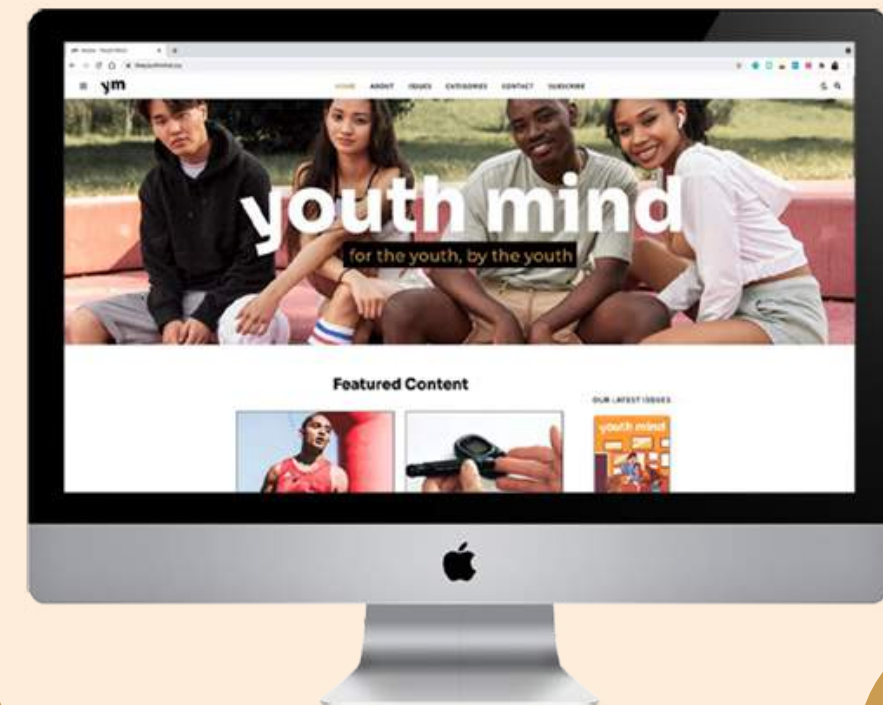 ym
HOME ABOUT ISSUES CATEGORIES CONTACT SUBSCRIBE
youth mind
for the youth, by the youth
Featured Content
OUR LATEST ISSUES
youth mind